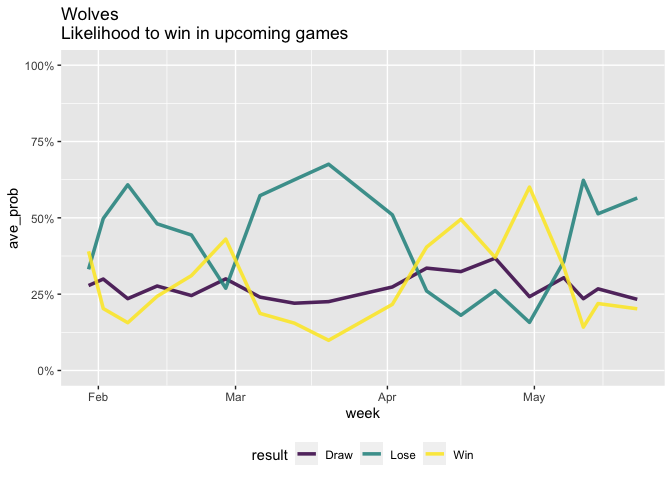 Wolves
Likelihood to win in upcoming games
100%
75%
50%
25%
0%
ave_prob
Feb Mar Apr May
week
result Draw Lose Win